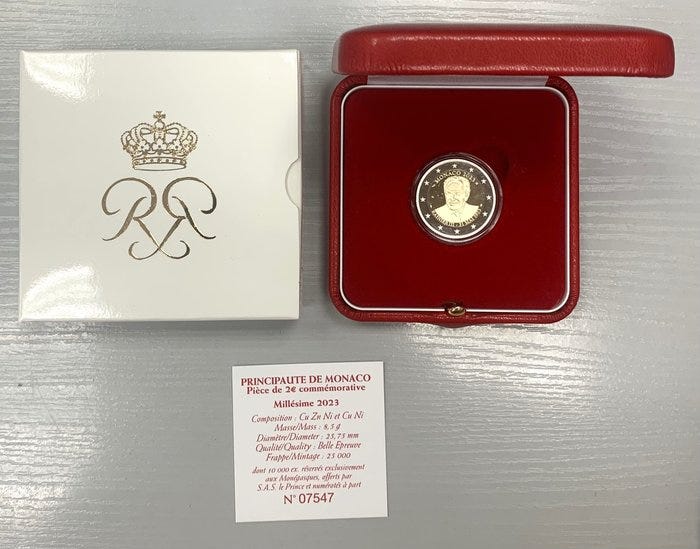 RR
MONACO 2023
PRINCIPAUTE DE MONACO
Pièce de 2€ commémorative
Millésime 2023
Composition : Cu Zn Ni et Cu Ni
Masse/Mass : 8,5 g
Diamètre/Diameter : 25,75 mm
Qualité/Quality : Belle Epreuve
Frappe/Mintage : 25 000
dont 10 000 ex. réservés exclusivement
aux Monégasques, offerts par
S.A.S. le Prince et numérotés à part
N° 07547